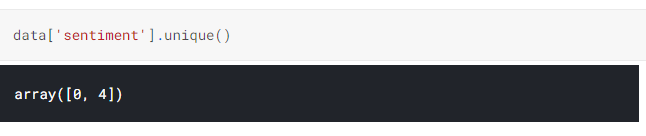 data['sentiment'].unique()
array([0, 4])